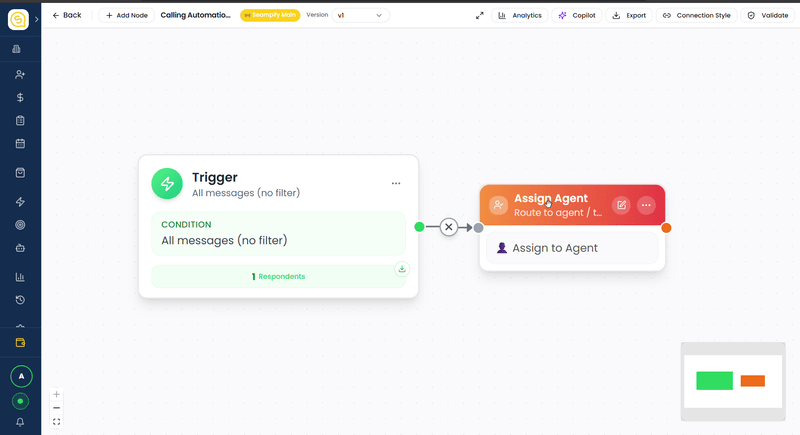 Back
+ Add Node
Calling Automatio...
Seampify Main
Version
v1
Analytics
Copilot
Export
Connection Style
Validate
Trigger
All messages (no filter)
CONDITION
All messages (no filter)
1 Respondents
Assign Agent
Route to agent / t...
Assign to Agent
A